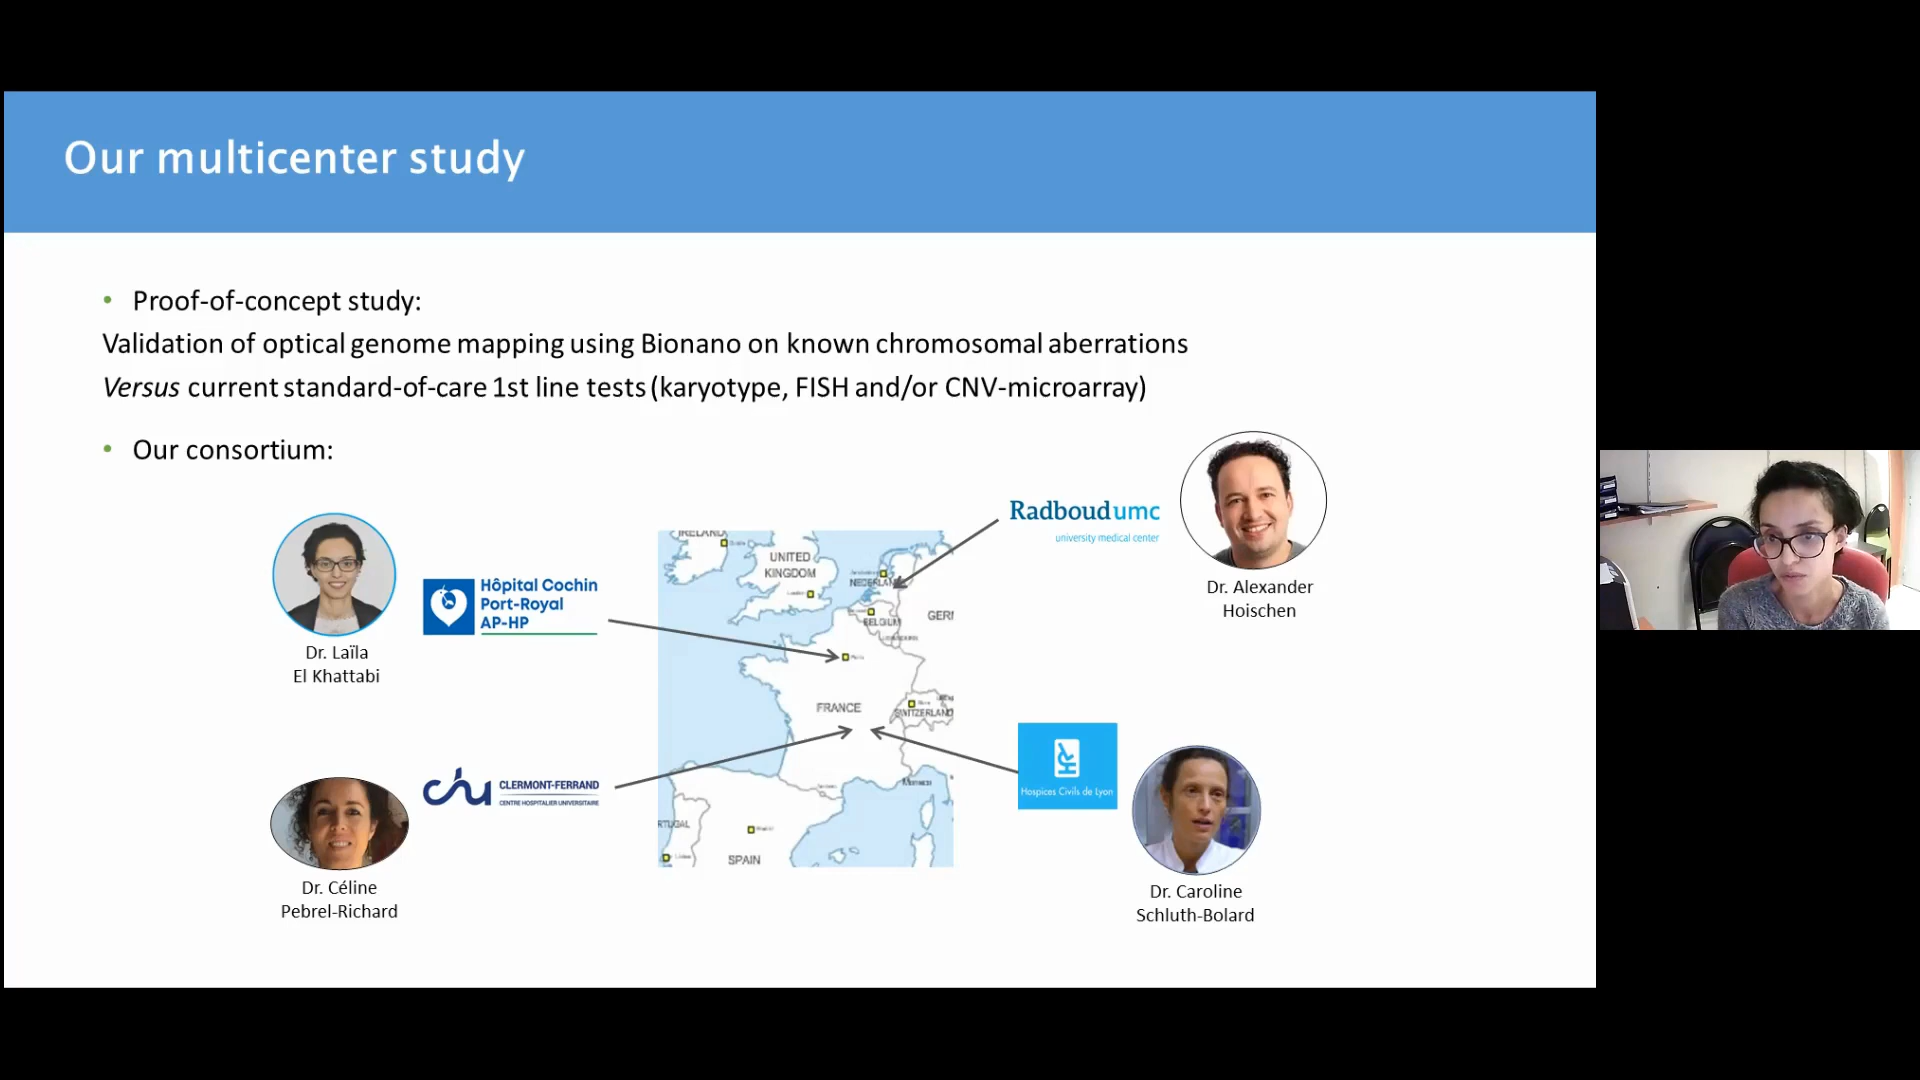 Our multicenter study
• Proof-of-concept study:
Validation of optical genome mapping using Bionano on known chromosomal aberrations
Versus current standard-of-care 1st line tests (karyotype, FISH and/or CNV-microarray)
• Our consortium:
Radboudumc
university medical center
Dr. Alexander
Hoischen
Hôpital Cochin
Port-Royal
AP-HP
Dr. Laïla
El Khattabi
UNITED
KINGDOM
BELGIUM
GERM
FRANCE
SWITZERLAND
Monaco
SPAIN
CLERMONT-FERRAND
CENTRE HOSPITALIER UNIVERSITAIRE
chu
Dr. Céline
Pebrel-Richard
HCL
Hospices Civils de Lyon
Dr. Caroline
Schluth-Bolard